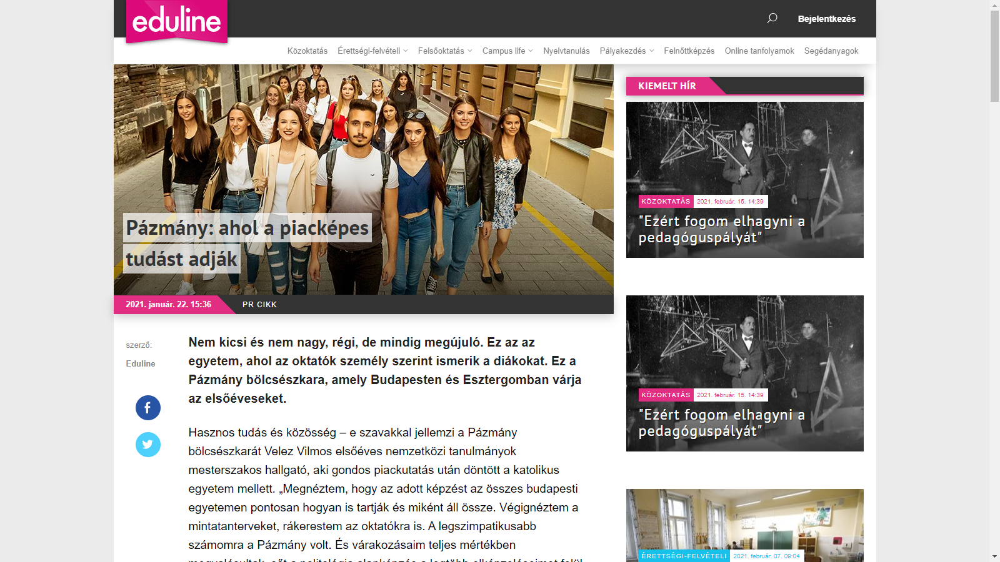 eduline
Bejelentkezés
Közoktatás Érettségi-felvételi Felsőoktatás Campus life Nyelvtanulás Pályakezdés Felnőttképzés Online tanfolyamok Segédanyagok
Pázmány: ahol a piacképes
tudást adják
2021. január. 22. 15:36 PR CIKK
szerző:
Eduline
Nem kicsi és nem nagy, régi, de mindig megújuló. Ez az az
egyetem, ahol az oktatók személy szerint ismerik a diákokat. Ez a
Pázmány bölcsészkara, amely Budapesten és Esztergomban várja
az elsőéveseket.
Hasznos tudás és közösség – e szavakkal jellemzi a Pázmány
bölcsészkarát Velez Vilmos elsőéves nemzetközi tanulmányok
mesterszakos hallgató, aki gondos piackutatás után döntött a katolikus
egyetem mellett. „Megnéztem, hogy az adott képzést az összes budapesti
egyetemen pontosan hogyan is tartják és miként áll össze. Végignéztem a
mintatanterveket, rákerestem az oktatókra is. A legszimpatikusabb
számomra a Pázmány volt. És várakozásaim teljes mértékben
megvalósultak, sőt a politológia alapképzés a legtöbb elképzelésimet felül
KIEMELT HÍR
KÖZOKTATÁS 2021. február. 15. 14:39
"Ezért fogom elhagyni a
pedagóguspályát"
KÖZOKTATÁS 2021. február. 15. 14:39
"Ezért fogom elhagyni a
pedagóguspályát"
ÉRETTSÉGI-FELVÉTELI 2021. február. 07. 09:04